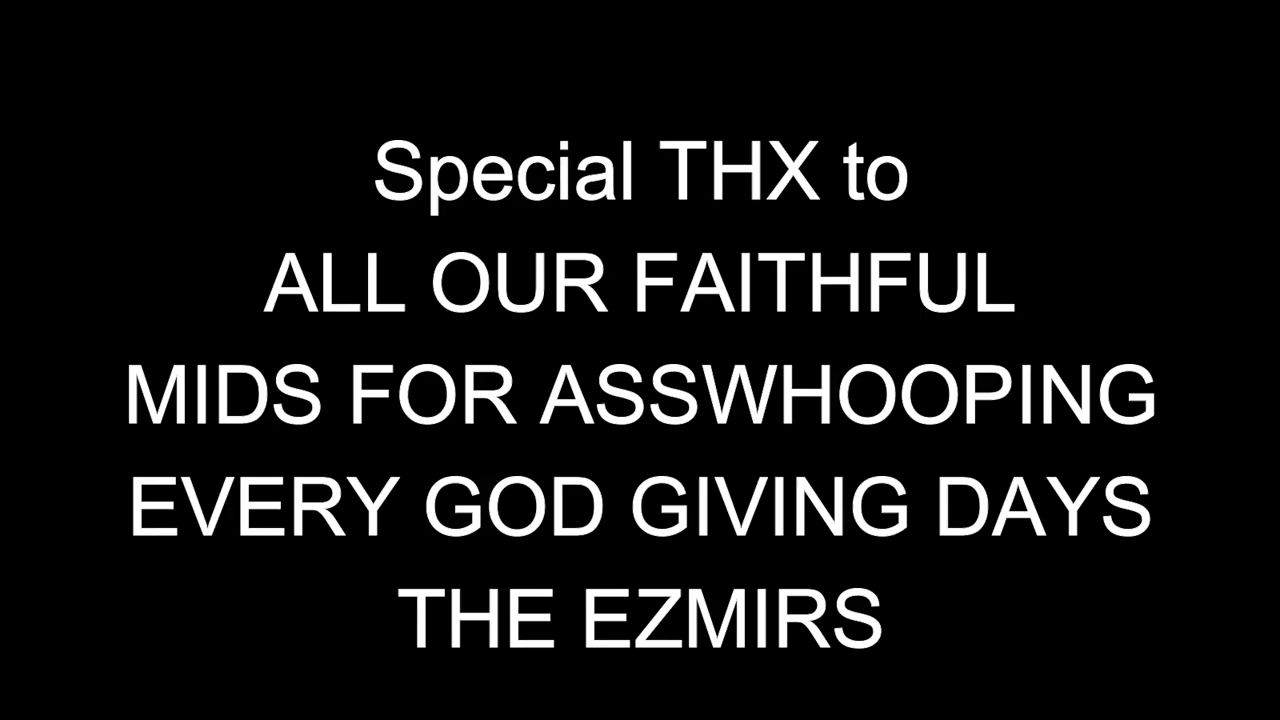 Special THX to
ALL OUR FAITHFUL
MIDS FOR ASSWHOOPING
EVERY GOD GIVING DAYS
THE EZMIRS